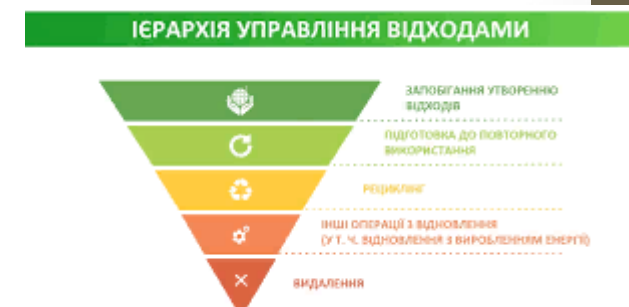 ІЄРАРХІЯ УПРАВЛІННЯ ВІДХОДАМИ
ЗАПОБІГАННЯ УТВОРЕННЮ
ВІДХОДІВ
ПІДГОТОВКА ДО ПОВТОРНОГО
ВИКОРИСТАННЯ
РЕЦИКЛІНГ
ІНШІ ОПЕРАЦІЇ З ВІДНОВЛЕННЯ
(У Т. Ч. ВІДНОВЛЕННЯ З ВИРОБЛЕННЯМ ЕНЕРГІЇ)
ВИДАЛЕННЯ